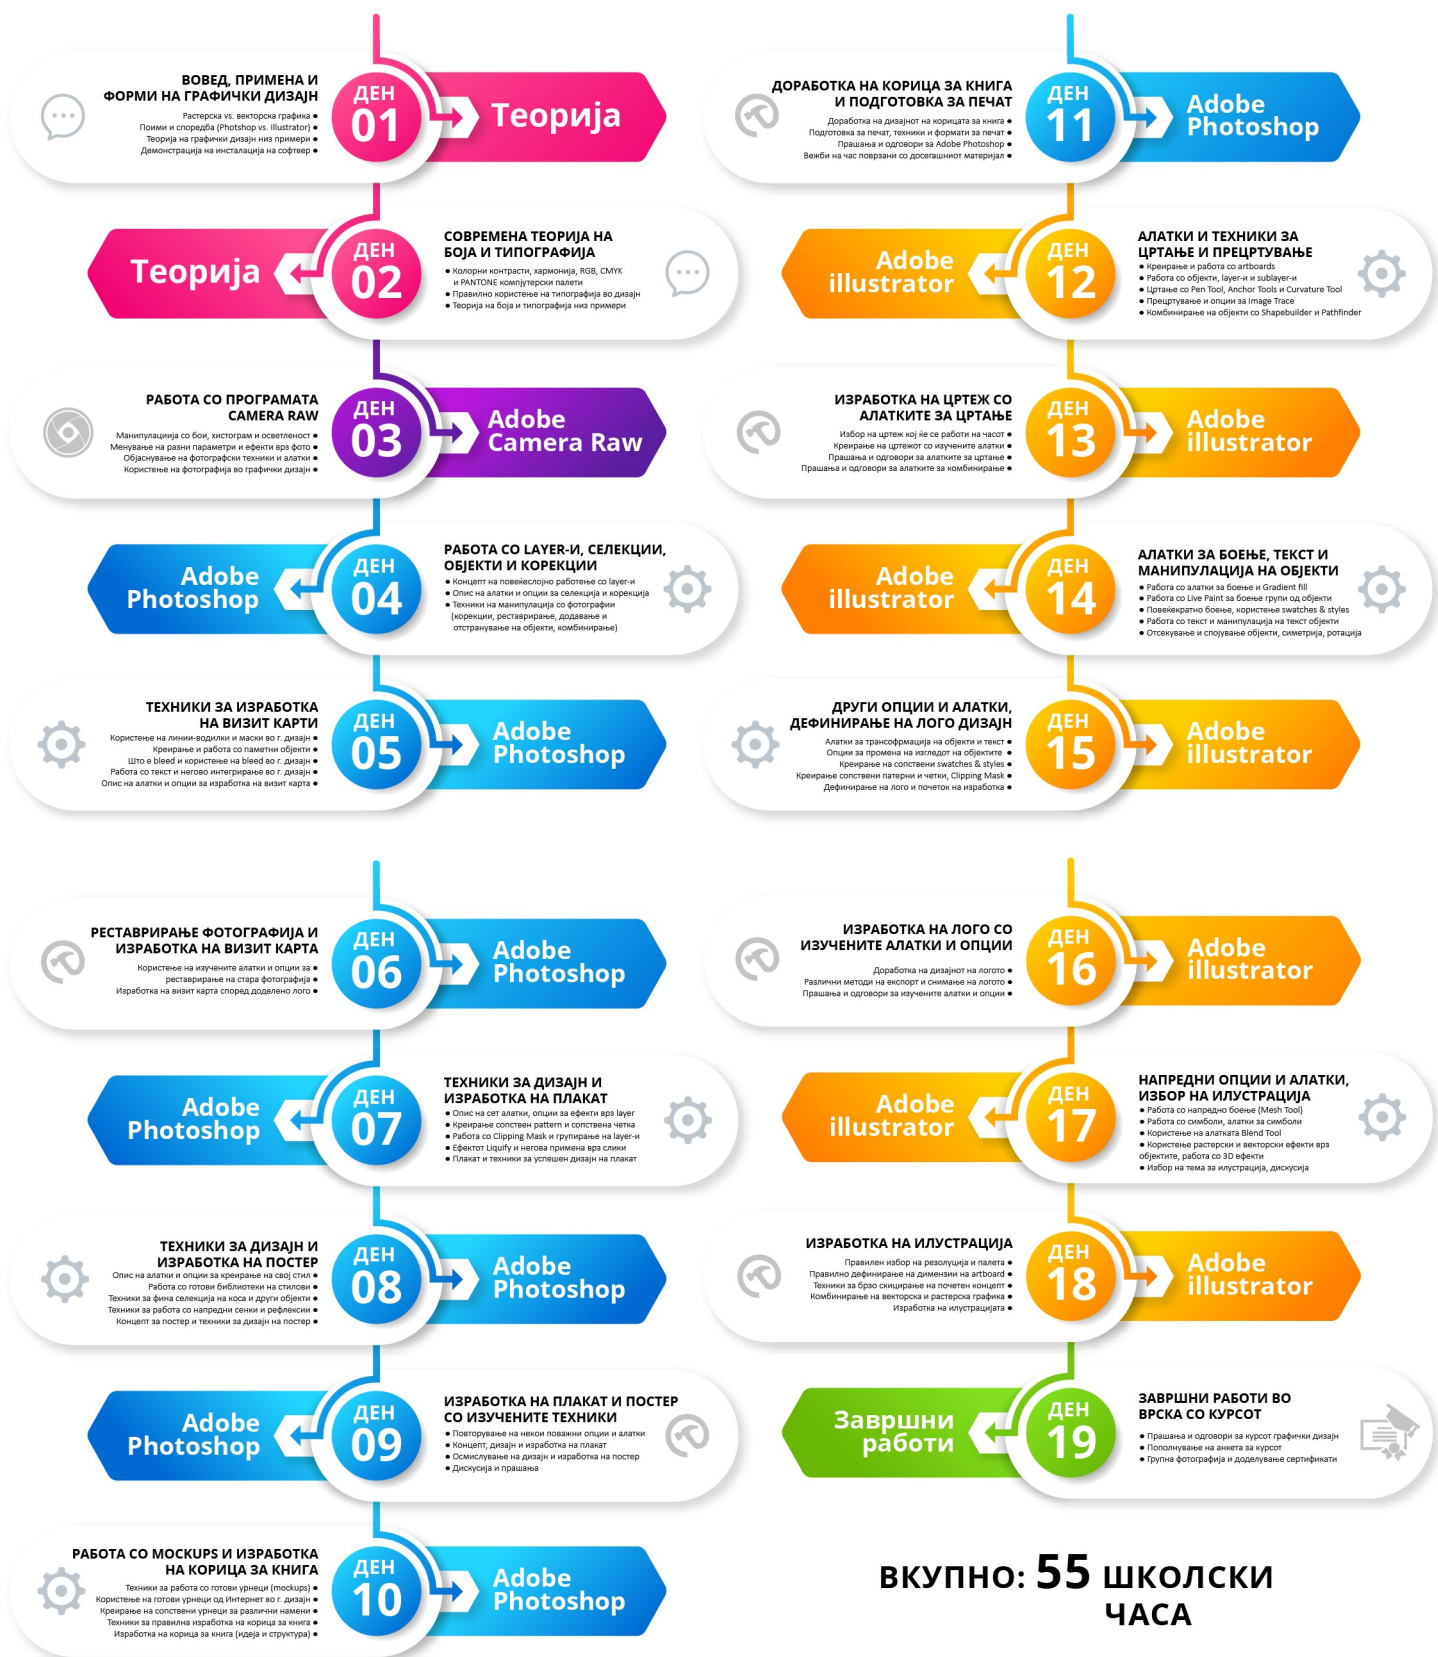 ВОВЕД, ПРИМЕНА И
ФОРМИ НА ГРАФИЧКИ ДИЗАЈН
Растерска vs. векторска графика ●
Поими и споредба (Photshop vs. Illustrator) ●
Теорија на графички дизајн низ примери ●
Демонстрација на инсталација на софтвер ●
ДЕН
01
Теорија
Теорија
ДЕН
02
СОВРЕМЕНА ТЕОРИЈА НА
БОЈА И ТИПОГРАФИЈА
● Колорни контрасти, хармонија, RGB, CMYK
и PANTONE компјутерски палети
● Правилно користење на типографија во дизајн
● Теорија на боја и типографија низ примери
РАБОТА СО ПРОГРАМАТА
CAMERA RAW
Манипулациија со бои, хистограм и осветленост ●
Менување на разни параметри и ефекти врз фото ●
Објаснување на фотографски техники и алатки ●
Користење на фотографија во графички дизајн ●
ДЕН
03
Adobe
Camera Raw
Adobe
Photoshop
ДЕН
04
РАБОТА СО LAYER-И, СЕЛЕКЦИИ,
ОБЈЕКТИ И КОРЕКЦИИ
● Концепт на повеќеслојно работење со layer-и
● Опис на алатки и опции за селекција и корекција
● Техники на манипулација со фотографии
(корекции, реставрирање, додавање и
отстранување на објекти, комбинирање)
ТЕХНИКИ ЗА ИЗРАБОТКА
НА ВИЗИТ КАРТИ
Користење на линии-водилки и маски во г. дизајн ●
Креирање и работа со паметни објекти ●
Што е bleed и користење на bleed во г. дизајн ●
Работа со текст и негово интегрирање во г. дизајн ●
Опис на алатки и опции за изработка на визит карта ●
ДЕН
05
Adobe
Photoshop
РЕСТАВРИРАЊЕ ФОТОГРАФИЈА И
ИЗРАБОТКА НА ВИЗИТ КАРТА
Користење на изучените алатки и опции за ●
реставрирање на стара фотографија ●
Изработка на визит карта според доделено лого ●
ДЕН
06
Adobe
Photoshop
Adobe
Photoshop
ДЕН
07
ТЕХНИКИ ЗА ДИЗАЈН И
ИЗРАБОТКА НА ПЛАКАТ
● Опис на сет алатки, опции за ефекти врз layer
● Креирање сопствен pattern и сопствена четка
● Работа со Clipping Mask и групирање на layer-и
● Ефектот Liquify и негова примена врз слики
● Плакат и техники за успешен дизајн на плакат
ТЕХНИКИ ЗА ДИЗАЈН И
ИЗРАБОТКА НА ПОСТЕР
Опис на алатки и опции за креирање на свој стил ●
Работа со готови библиотеки на стилови ●
Техники за фина селекција на коса и други објекти ●
Техники за работа со напредни сенки и рефлексии ●
Концепт за постер и техники за дизајн на постер ●
ДЕН
08
Adobe
Photoshop
Adobe
Photoshop
ДЕН
09
ИЗРАБОТКА НА ПЛАКАТ И ПОСТЕР
СО ИЗУЧЕНИТЕ ТЕХНИКИ
● Повторување на некои поважни опции и алатки
● Концепт, дизајн и изработка на плакат
● Осмислување на дизајн и изработка на постер
● Дискусија и прашања
РАБОТА СО MOCKUPS И ИЗРАБОТКА
НА КОРИЦА ЗА КНИГА
Техники за работа со готови урнеци (mockups) ●
Користење на готови урнеци од Интернет во г. дизајн ●
Креирање на сопствени урнеци за различни намени ●
Техники за правилна изработка на корица за книга ●
Изработка на корица за книга (идеја и структура) ●
ДЕН
10
Adobe
Photoshop
ДОРАБОТКА НА КОРИЦА ЗА КНИГА
И ПОДГОТОВКА ЗА ПЕЧАТ
Доработка на дизајнот на корицата за книга ●
Подготовка за печат, техники и формати за печат ●
Прашања и одговори за Adobe Photoshop ●
Вежби на час поврзани со досегашниот материјал ●
ДЕН
11
Adobe
Photoshop
Adobe
illustrator
ДЕН
12
АЛАТКИ И ТЕХНИКИ ЗА
ЦРТАЊЕ И ПРЕЦРТУВАЊЕ
● Креирање и работа со artboards
● Работа со објекти, layer-и и sublayer-и
● Цртање со Pen Tool, Anchor Tools и Curvature Tool
● Прецртување и опции за Image Trace
● Комбинирање на објекти со Shapebuilder и Pathfinder
ИЗРАБОТКА НА ЦРТЕЖ СО
АЛАТКИТЕ ЗА ЦРТАЊЕ
Избор на цртеж кој ќе се работи на часот ●
Креирање на цртежот со изучените алатки ●
Прашања и одговори за алатките за цртање ●
Прашања и одговори за алатките за комбинирање ●
ДЕН
13
Adobe
illustrator
Adobe
illustrator
ДЕН
14
АЛАТКИ ЗА БОЕЊЕ, ТЕКСТ И
МАНИПУЛАЦИЈА НА ОБЈЕКТИ
● Работа со алатки за боење и Gradient fill
● Работа со Live Paint за боење групи од објекти
● Повеќекратно боење, користење swatches & styles
● Работа со текст и манипулација на текст објекти
● Отсекување и спојување објекти, симетрија, ротација
ДРУГИ ОПЦИИ И АЛАТКИ,
ДЕФИНИРАЊЕ НА ЛОГО ДИЗАЈН
Алатки за трансофрмација на објекти и текст ●
Опции за промена на изгледот на објектите ●
Креирање на сопствени swatches & styles ●
Креирање сопствени патерни и четки, Clipping Mask ●
Дефинирање на лого и почеток на изработка ●
ДЕН
15
Adobe
illustrator
ИЗРАБОТКА НА ЛОГО СО
ИЗУЧЕНИТЕ АЛАТКИ И ОПЦИИ
Доработка на дизајнот на логото ●
Различни методи на експорт и снимање на логото ●
Прашања и одговори за изучените алатки и опции ●
ДЕН
16
Adobe
illustrator
Adobe
illustrator
ДЕН
17
НАПРЕДНИ ОПЦИИ И АЛАТКИ,
ИЗБОР НА ИЛУСТРАЦИЈА
● Работа со напредно боење (Mesh Tool)
● Работа со симболи, алатки за симболи
● Користење на алатката Blend Tool
● Користење растерски и векторски ефекти врз
објектите, работа со 3D ефекти
● Избор на тема за илустрација, дискусија
ИЗРАБОТКА НА ИЛУСТРАЦИЈА
Правилен избор на резолуција и палета ●
Правилно дефинирање на димензии на artboard ●
Техники за брзо скицирање на почетен концепт ●
Комбинирање на векторска и растерска графика ●
Изработка на илустрацијата ●
ДЕН
18
Adobe
illustrator
Завршни
работи
ДЕН
19
ЗАВРШНИ РАБОТИ ВО
ВРСКА СО КУРСОТ
● Прашања и одговори за курсот графички дизајн
● Пополнување на анкета за курсот
● Групна фотографија и доделување сертификати
ВКУПНО: 55 ШКОЛСКИ
ЧАСА